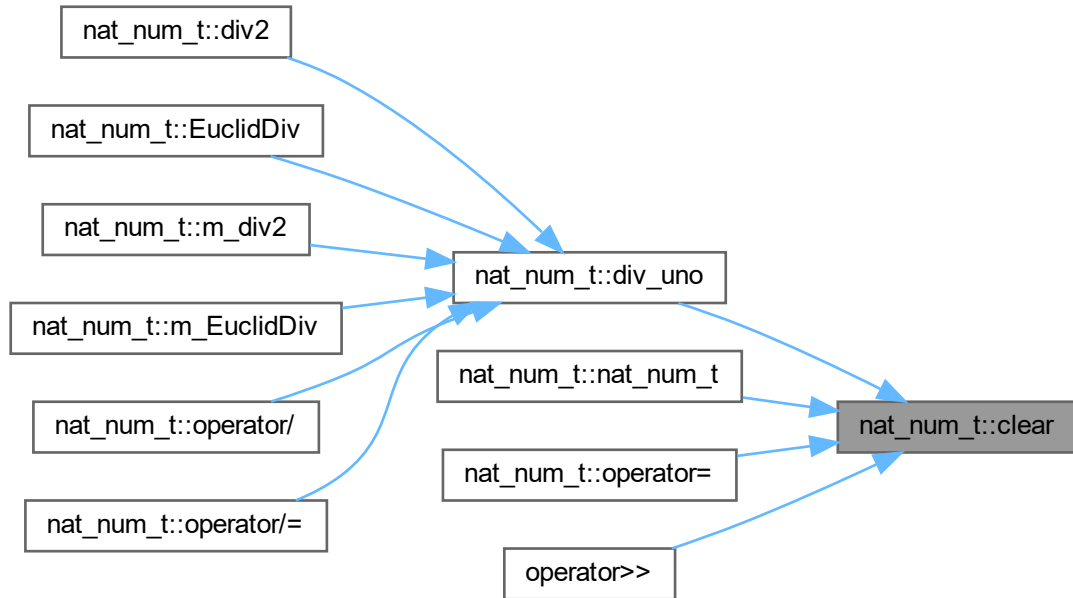 nat_num_t::div2
nat_num_t::EuclidDiv
nat_num_t::m_div2
nat_num_t::m_EuclidDiv
nat_num_t::operator/
nat_num_t::operator/=
nat_num_t::div_uno
nat_num_t::nat_num_t
nat_num_t::operator=
operator>>
nat_num_t::clear